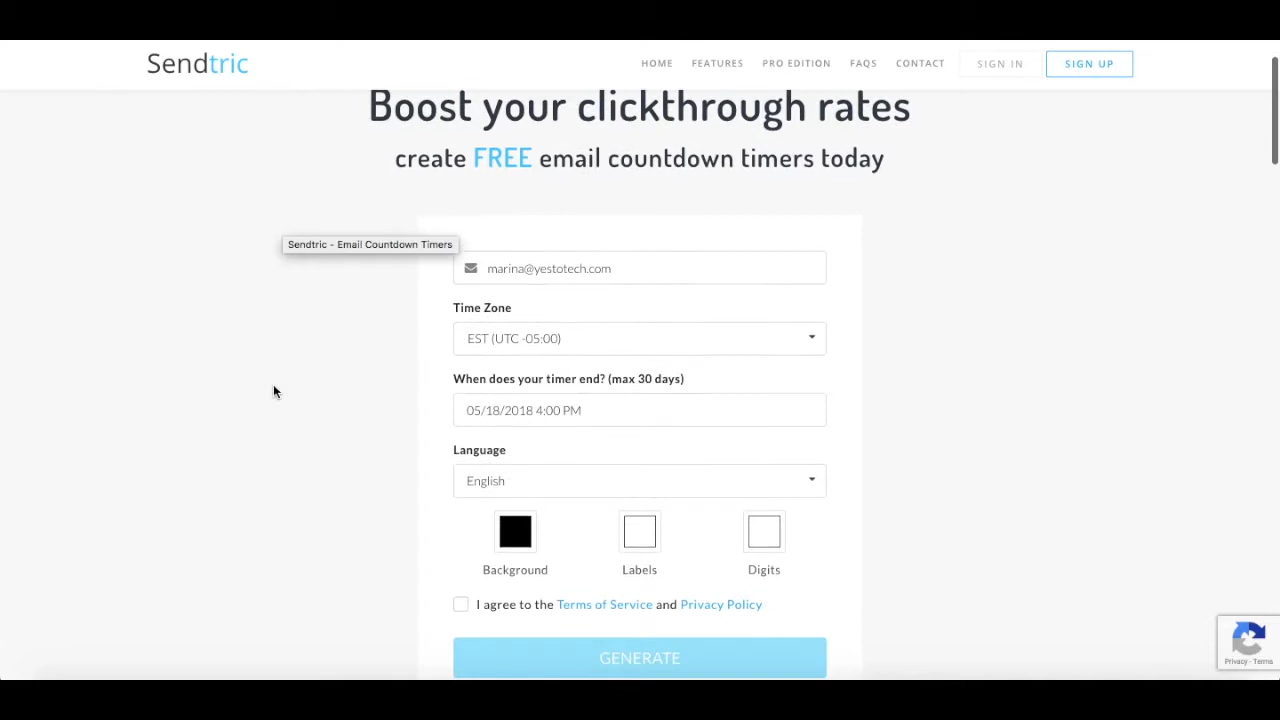 Sendtric
HOME FEATURES PRO EDITION FAQS CONTACT SIGN IN SIGN UP
Boost your clickthrough rates
create FREE email countdown timers today
Sendtric - Email Countdown Timers
marina@yestotech.com
Time Zone
EST (UTC -05:00)
When does your timer end? (max 30 days)
05/18/2018 4:00 PM
Language
English
Background Labels Digits
I agree to the Terms of Service and Privacy Policy
GENERATE
Privacy - Terms